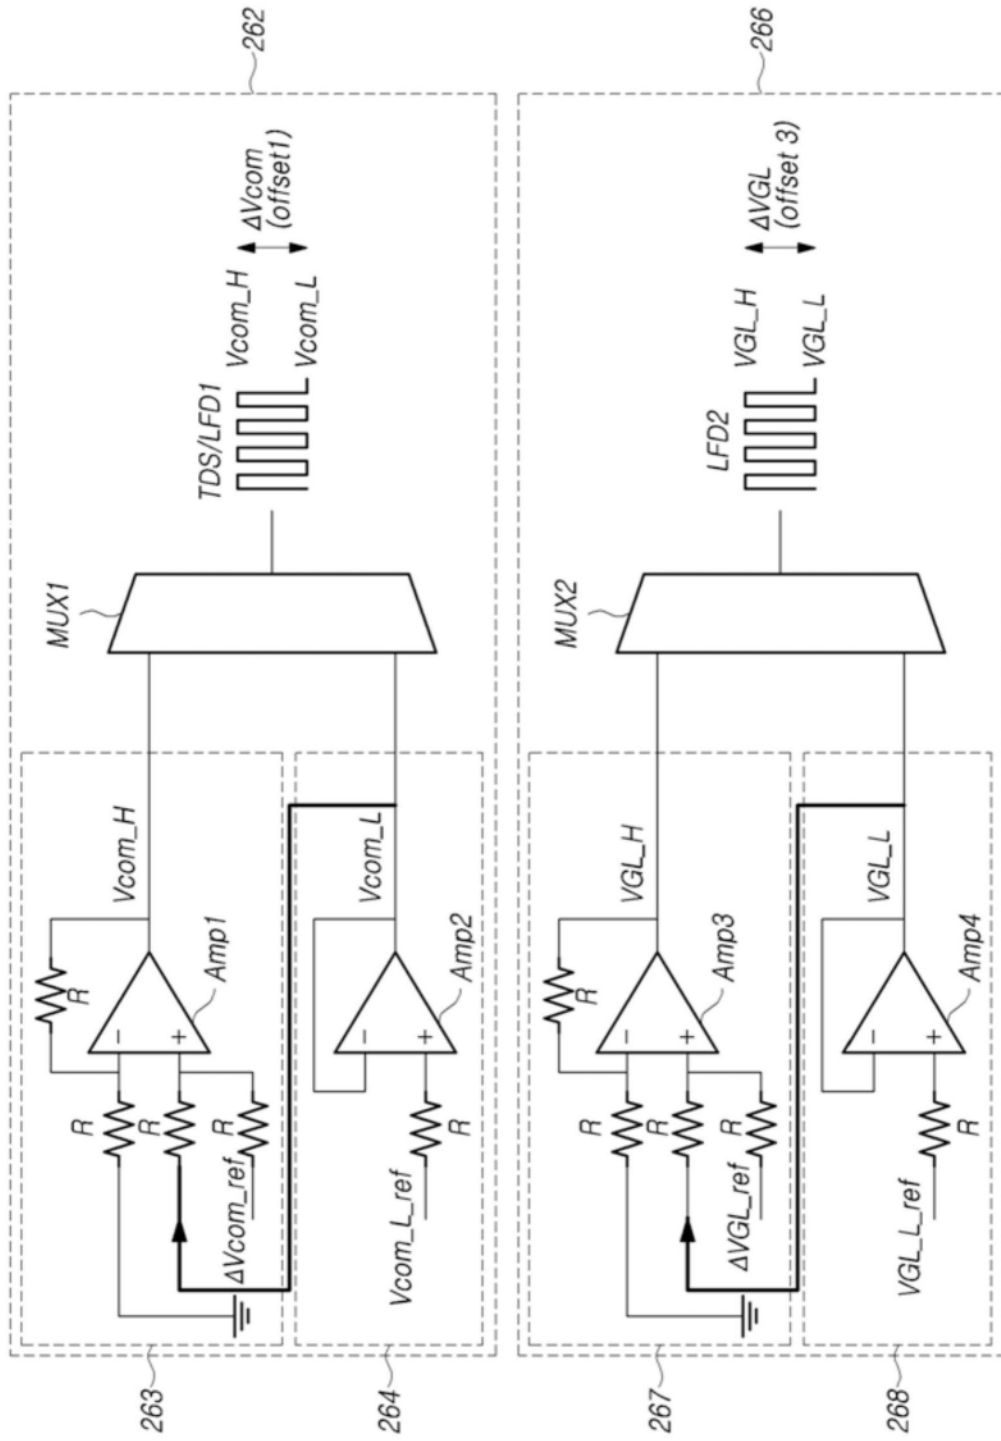 262
ΔVcom
(offset1)
Vcom_H
Vcom_L
TDS/LFD1
MUX1
Vcom_H
Vcom_L
R
Amp1
Amp2
-
+
-
+
R
R
R
R
ΔVcom_ref
Vcom_L_ref
263
264
266
ΔVGL
(offset 3)
VGL_H
VGL_L
LFD2
MUX2
VGL_H
VGL_L
R
Amp3
Amp4
-
+
-
+
R
R
R
R
ΔVGL_ref
VGL_L_ref
267
268